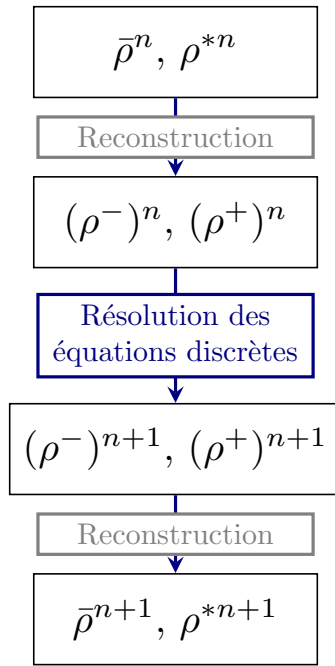 ρ̄ⁿ, ρ*ⁿ
Reconstruction
(ρ⁻)ⁿ, (ρ⁺)ⁿ
Résolution des
équations discrètes
(ρ⁻)ⁿ⁺¹, (ρ⁺)ⁿ⁺¹
Reconstruction
ρ̄ⁿ⁺¹, ρ*ⁿ⁺¹